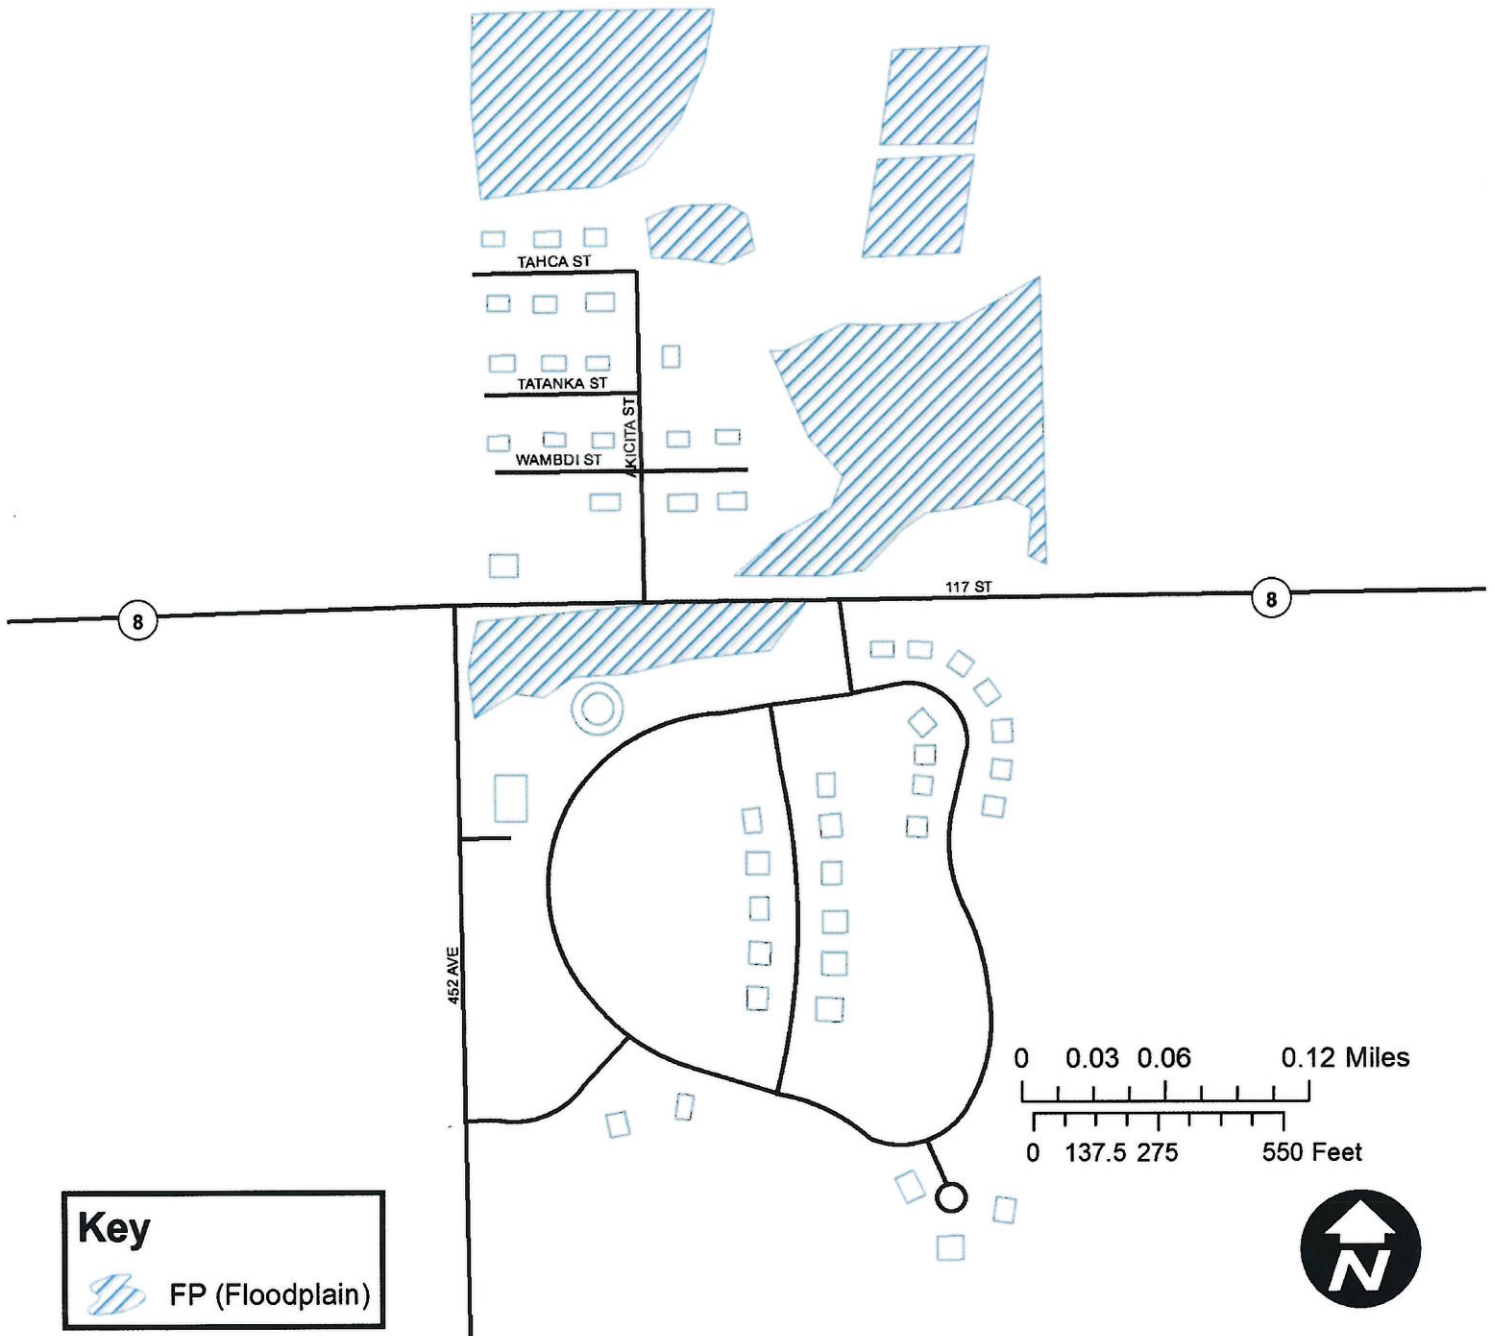 TAHCA ST
TATANKA ST
AKICITA ST
WAMBDI ST
117 ST
8
8
452 AVE
0 0.03 0.06 0.12 Miles
0 137.5 275 550 Feet
Key
FP (Floodplain)
N